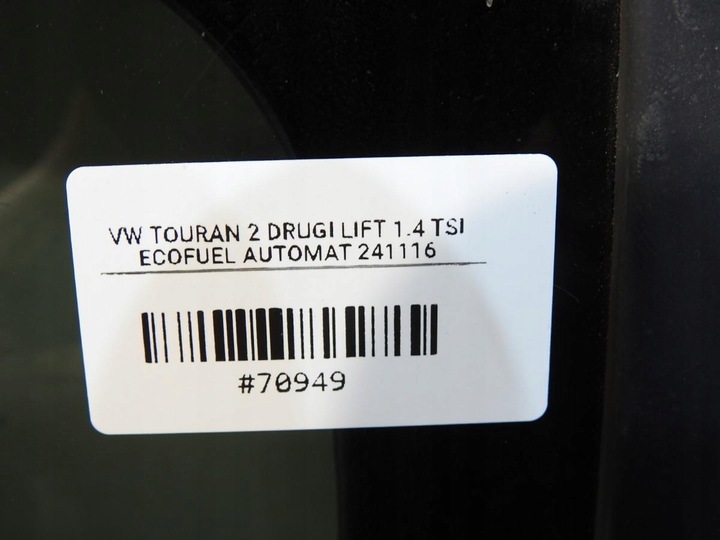 VW TOURAN 2 DRUGI LIFT 1.4 TSI
ECOFUEL AUTOMAT 241116
#70949